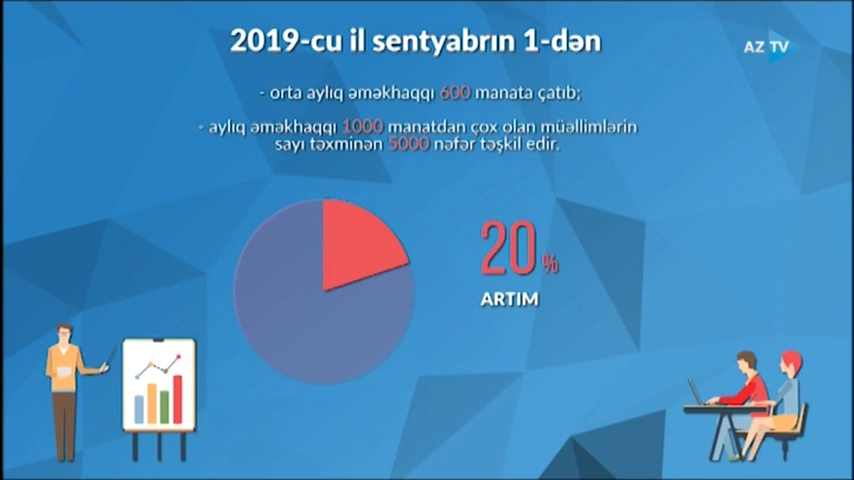 2019-cu il sentyabrın 1-dən
AZ TV
- orta aylıq əməkhaqqı 600 manata çatıb;
- aylıq əməkhaqqı 1000 manatdan çox olan müəllimlərin
sayı təxminən 5000 nəfər təşkil edir.
20 %
ARTIM